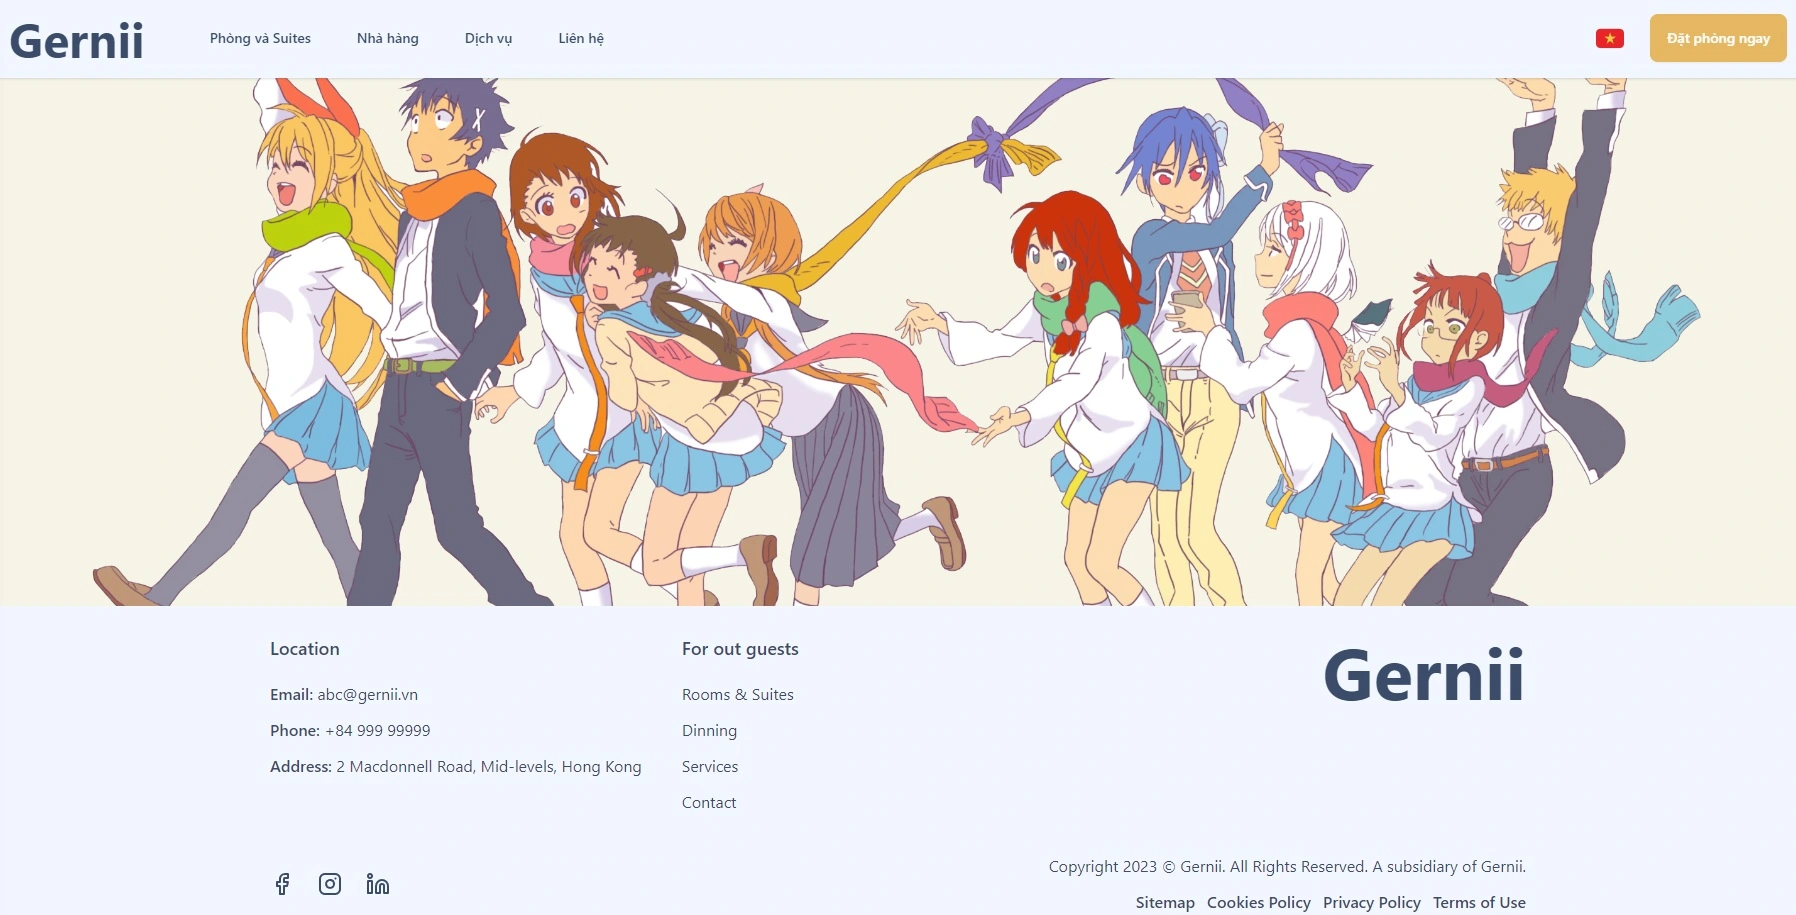 Gernii
Phòng và Suites
Nhà hàng
Dịch vụ
Liên hệ
Đặt phòng ngay
Location
Email: abc@gernii.vn
Phone: +84 999 99999
Address: 2 Macdonnell Road, Mid-levels, Hong Kong
For out guests
Rooms & Suites
Dinning
Services
Contact
Gernii
Copyright 2023 © Gernii. All Rights Reserved. A subsidiary of Gernii.
Sitemap Cookies Policy Privacy Policy Terms of Use